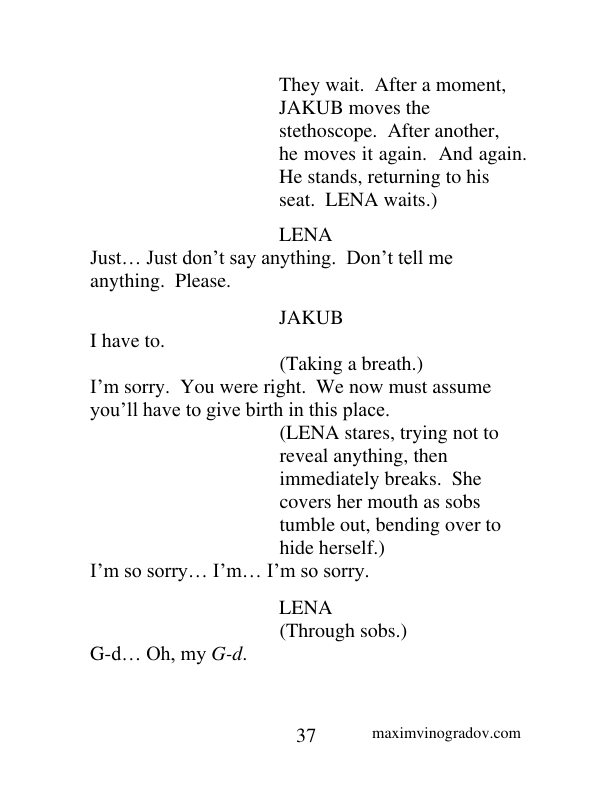 They wait.  After a moment,
JAKUB moves the
stethoscope.  After another,
he moves it again.  And again.
He stands, returning to his
seat.  LENA waits.)
LENA
Just… Just don’t say anything.  Don’t tell me
anything.  Please.
JAKUB
I have to.
(Taking a breath.)
I’m sorry.  You were right.  We now must assume
you’ll have to give birth in this place.
(LENA stares, trying not to
reveal anything, then
immediately breaks.  She
covers her mouth as sobs
tumble out, bending over to
hide herself.)
I’m so sorry… I’m… I’m so sorry.
LENA
(Through sobs.)
G-d… Oh, my G-d.
37 maximvinogradov.com